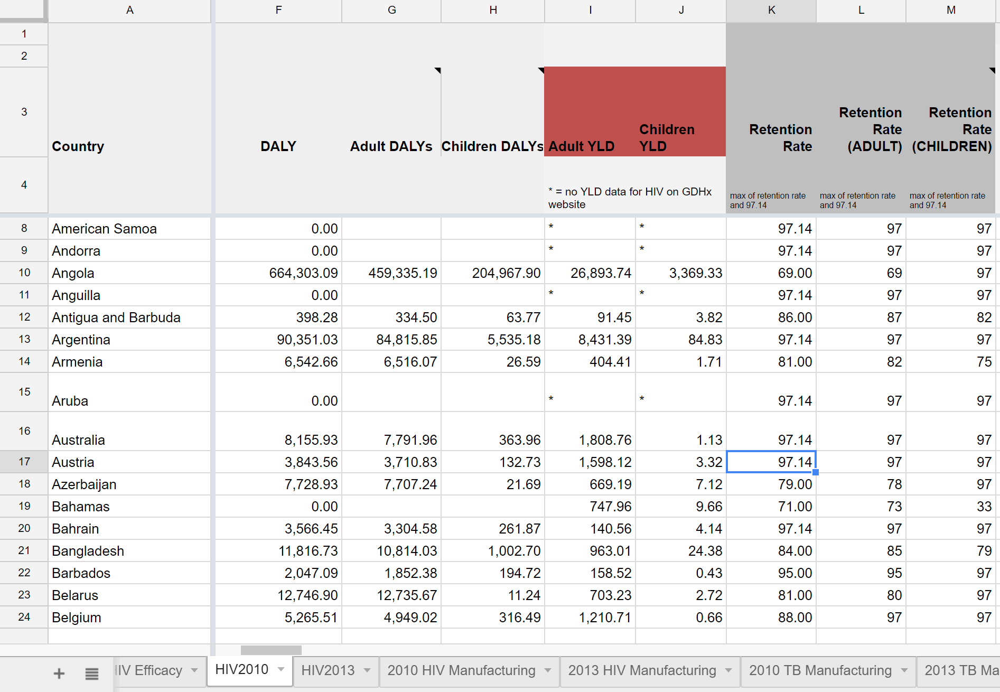 A F G H I J K L M
1
2
3 Country DALY Adult DALYs Children DALYs Adult YLD Children YLD Retention Rate Retention Rate (ADULT) Retention Rate (CHILDREN)
4 * = no YLD data for HIV on GDHx website max of retention rate and 97.14 max of retention rate and 97.14 max of retention rate and 97.14
8 American Samoa 0.00 * * 97.14 97 97
9 Andorra 0.00 * * 97.14 97 97
10 Angola 664,303.09 459,335.19 204,967.90 26,893.74 3,369.33 69.00 69 97
11 Anguilla 0.00 * * 97.14 97 97
12 Antigua and Barbuda 398.28 334.50 63.77 91.45 3.82 86.00 87 82
13 Argentina 90,351.03 84,815.85 5,535.18 8,431.39 84.83 97.14 97 97
14 Armenia 6,542.66 6,516.07 26.59 404.41 1.71 81.00 82 75
15 Aruba 0.00 * * 97.14 97 97
16 Australia 8,155.93 7,791.96 363.96 1,808.76 1.13 97.14 97 97
17 Austria 3,843.56 3,710.83 132.73 1,598.12 3.32 97.14 97 97
18 Azerbaijan 7,728.93 7,707.24 21.69 669.19 7.12 79.00 78 97
19 Bahamas 0.00 747.96 9.66 71.00 73 33
20 Bahrain 3,566.45 3,304.58 261.87 140.56 4.14 97.14 97 97
21 Bangladesh 11,816.73 10,814.03 1,002.70 963.01 24.38 84.00 85 79
22 Barbados 2,047.09 1,852.38 194.72 158.52 0.43 95.00 95 97
23 Belarus 12,746.90 12,735.67 11.24 703.23 2.72 81.00 80 97
24 Belgium 5,265.51 4,949.02 316.49 1,210.71 0.66 88.00 97 97
+ IV Efficacy HIV2010 HIV2013 2010 HIV Manufacturing 2013 HIV Manufacturing 2010 TB Manufacturing 2013 TB Ma